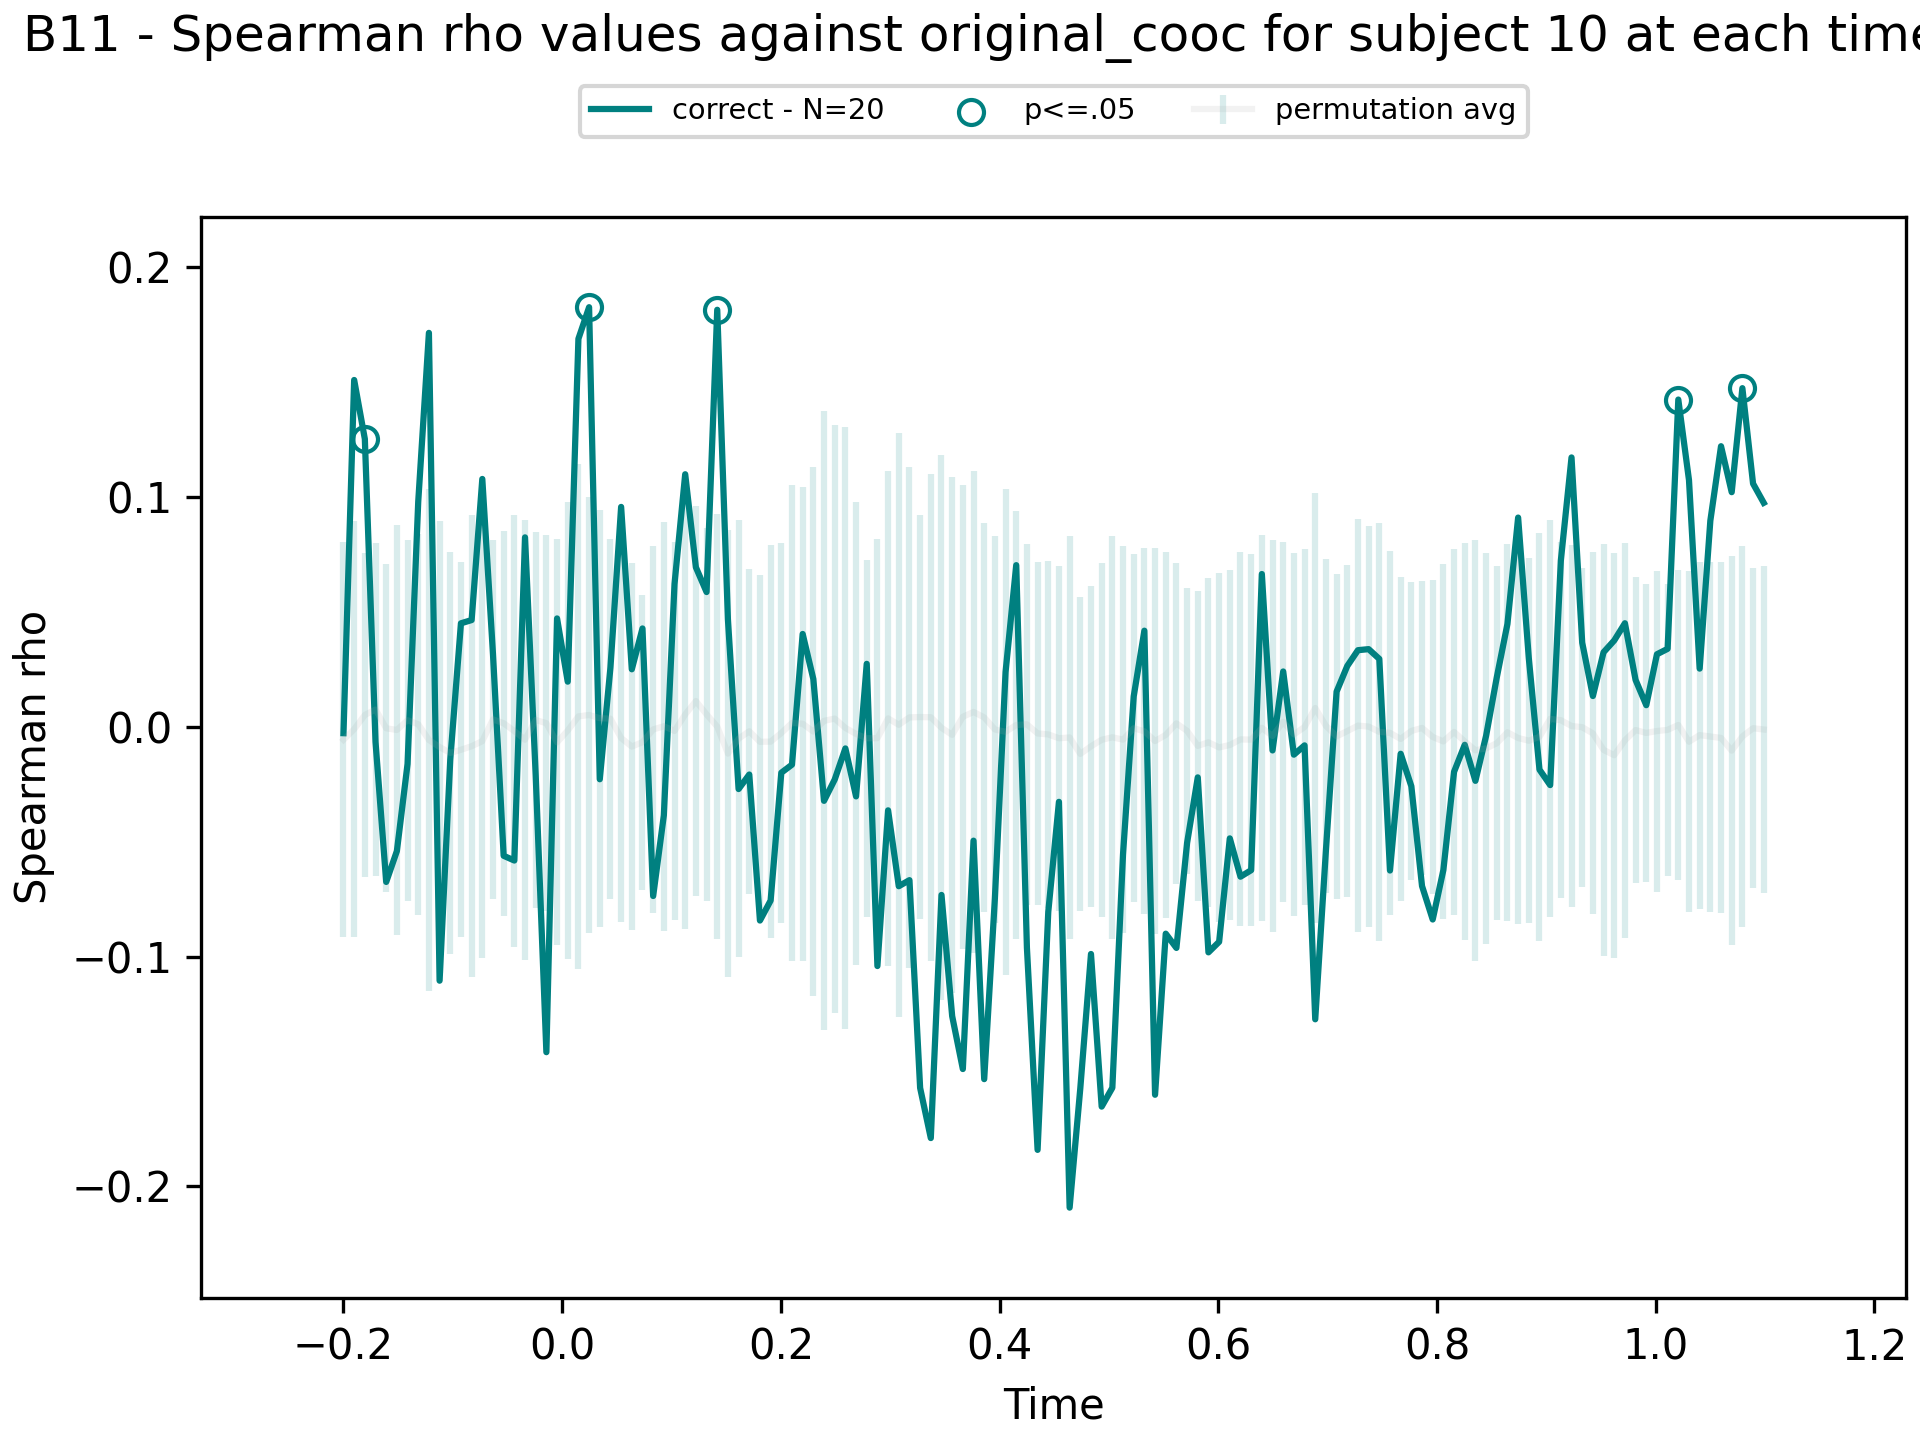 B11 - Spearman rho values against original_cooc for subject 10 at each time
correct - N=20 p<=.05 permutation avg
0.2
0.1
0.0
−0.1
−0.2
Spearman rho
−0.2 0.0 0.2 0.4 0.6 0.8 1.0 1.2
Time